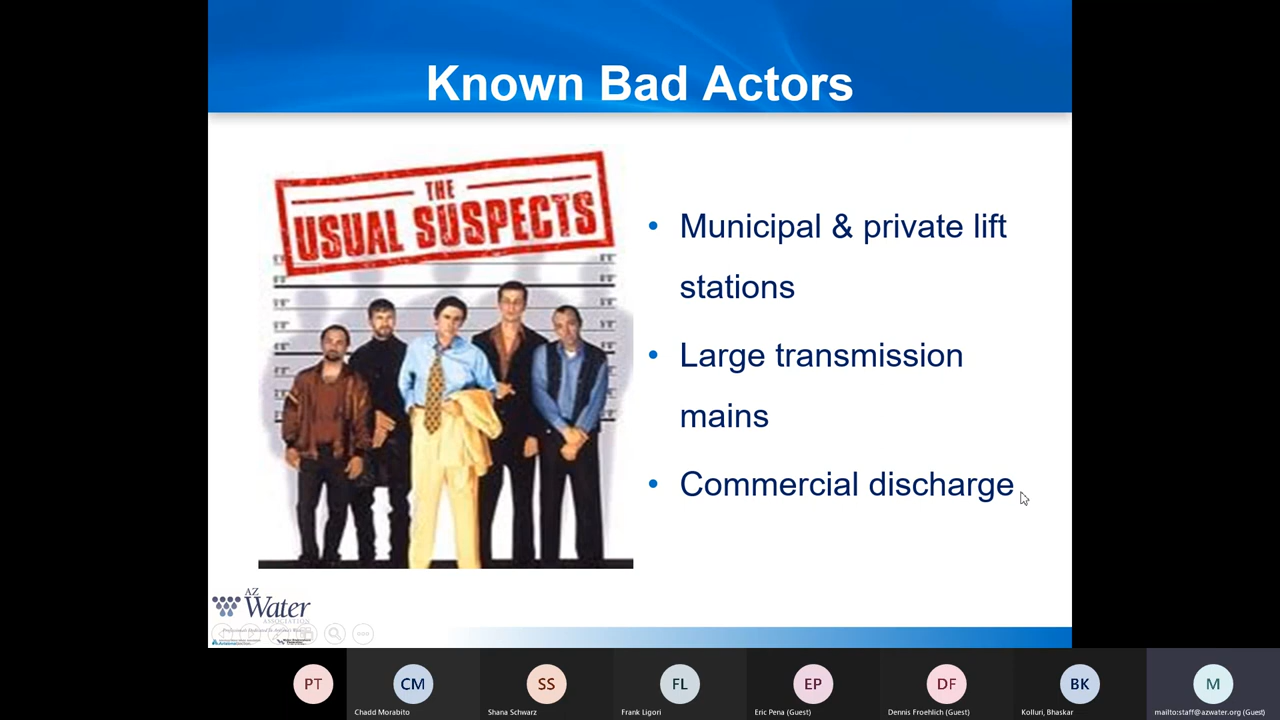 Known Bad Actors
THE
USUAL SUSPECTS
• Municipal & private lift
stations
• Large transmission
mains
• Commercial discharge
AZ
Water
ASSOCIATION
PT
CM
SS
FL
EP
DF
BK
M
Chadd Morabito
Shana Schwarz
Frank Ligori
Eric Pena (Guest)
Dennis Froehlich (Guest)
Kolluri, Bhaskar
mailto:staff@azwater.org (Guest)